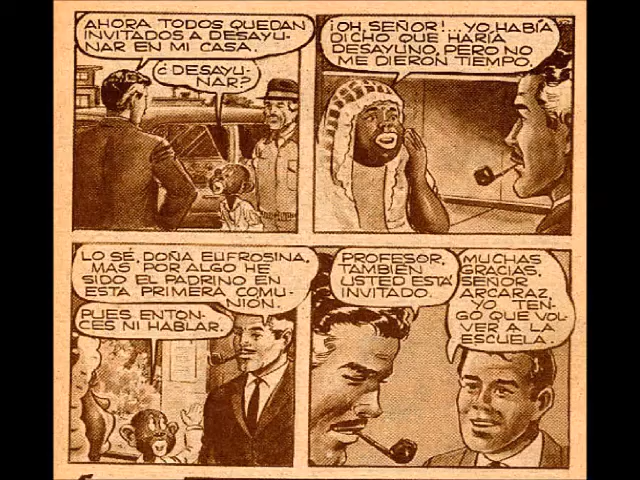 AHORA TODOS QUEDAN
INVITADOS A DESAYU-
NAR EN MI CASA.
¿DESAYU-
NAR?
¡OH, SEÑOR!.. YO HABÍA
DICHO QUE HARÍA
DESAYUNO, PERO NO
ME DIERON TIEMPO.
LO SÉ, DOÑA EUFROSINA,
MAS POR ALGO HE
SIDO EL PADRINO EN
ESTA PRIMERA COMU-
NIÓN.
PUES ENTON-
CES NI HABLAR.
PROFESOR,
TAMBIÉN
USTED ESTÁ
INVITADO.
MUCHAS
GRACIAS,
SEÑOR
ARCARAZ,
YO TEN-
GO QUE VOL-
VER A LA
ESCUELA.